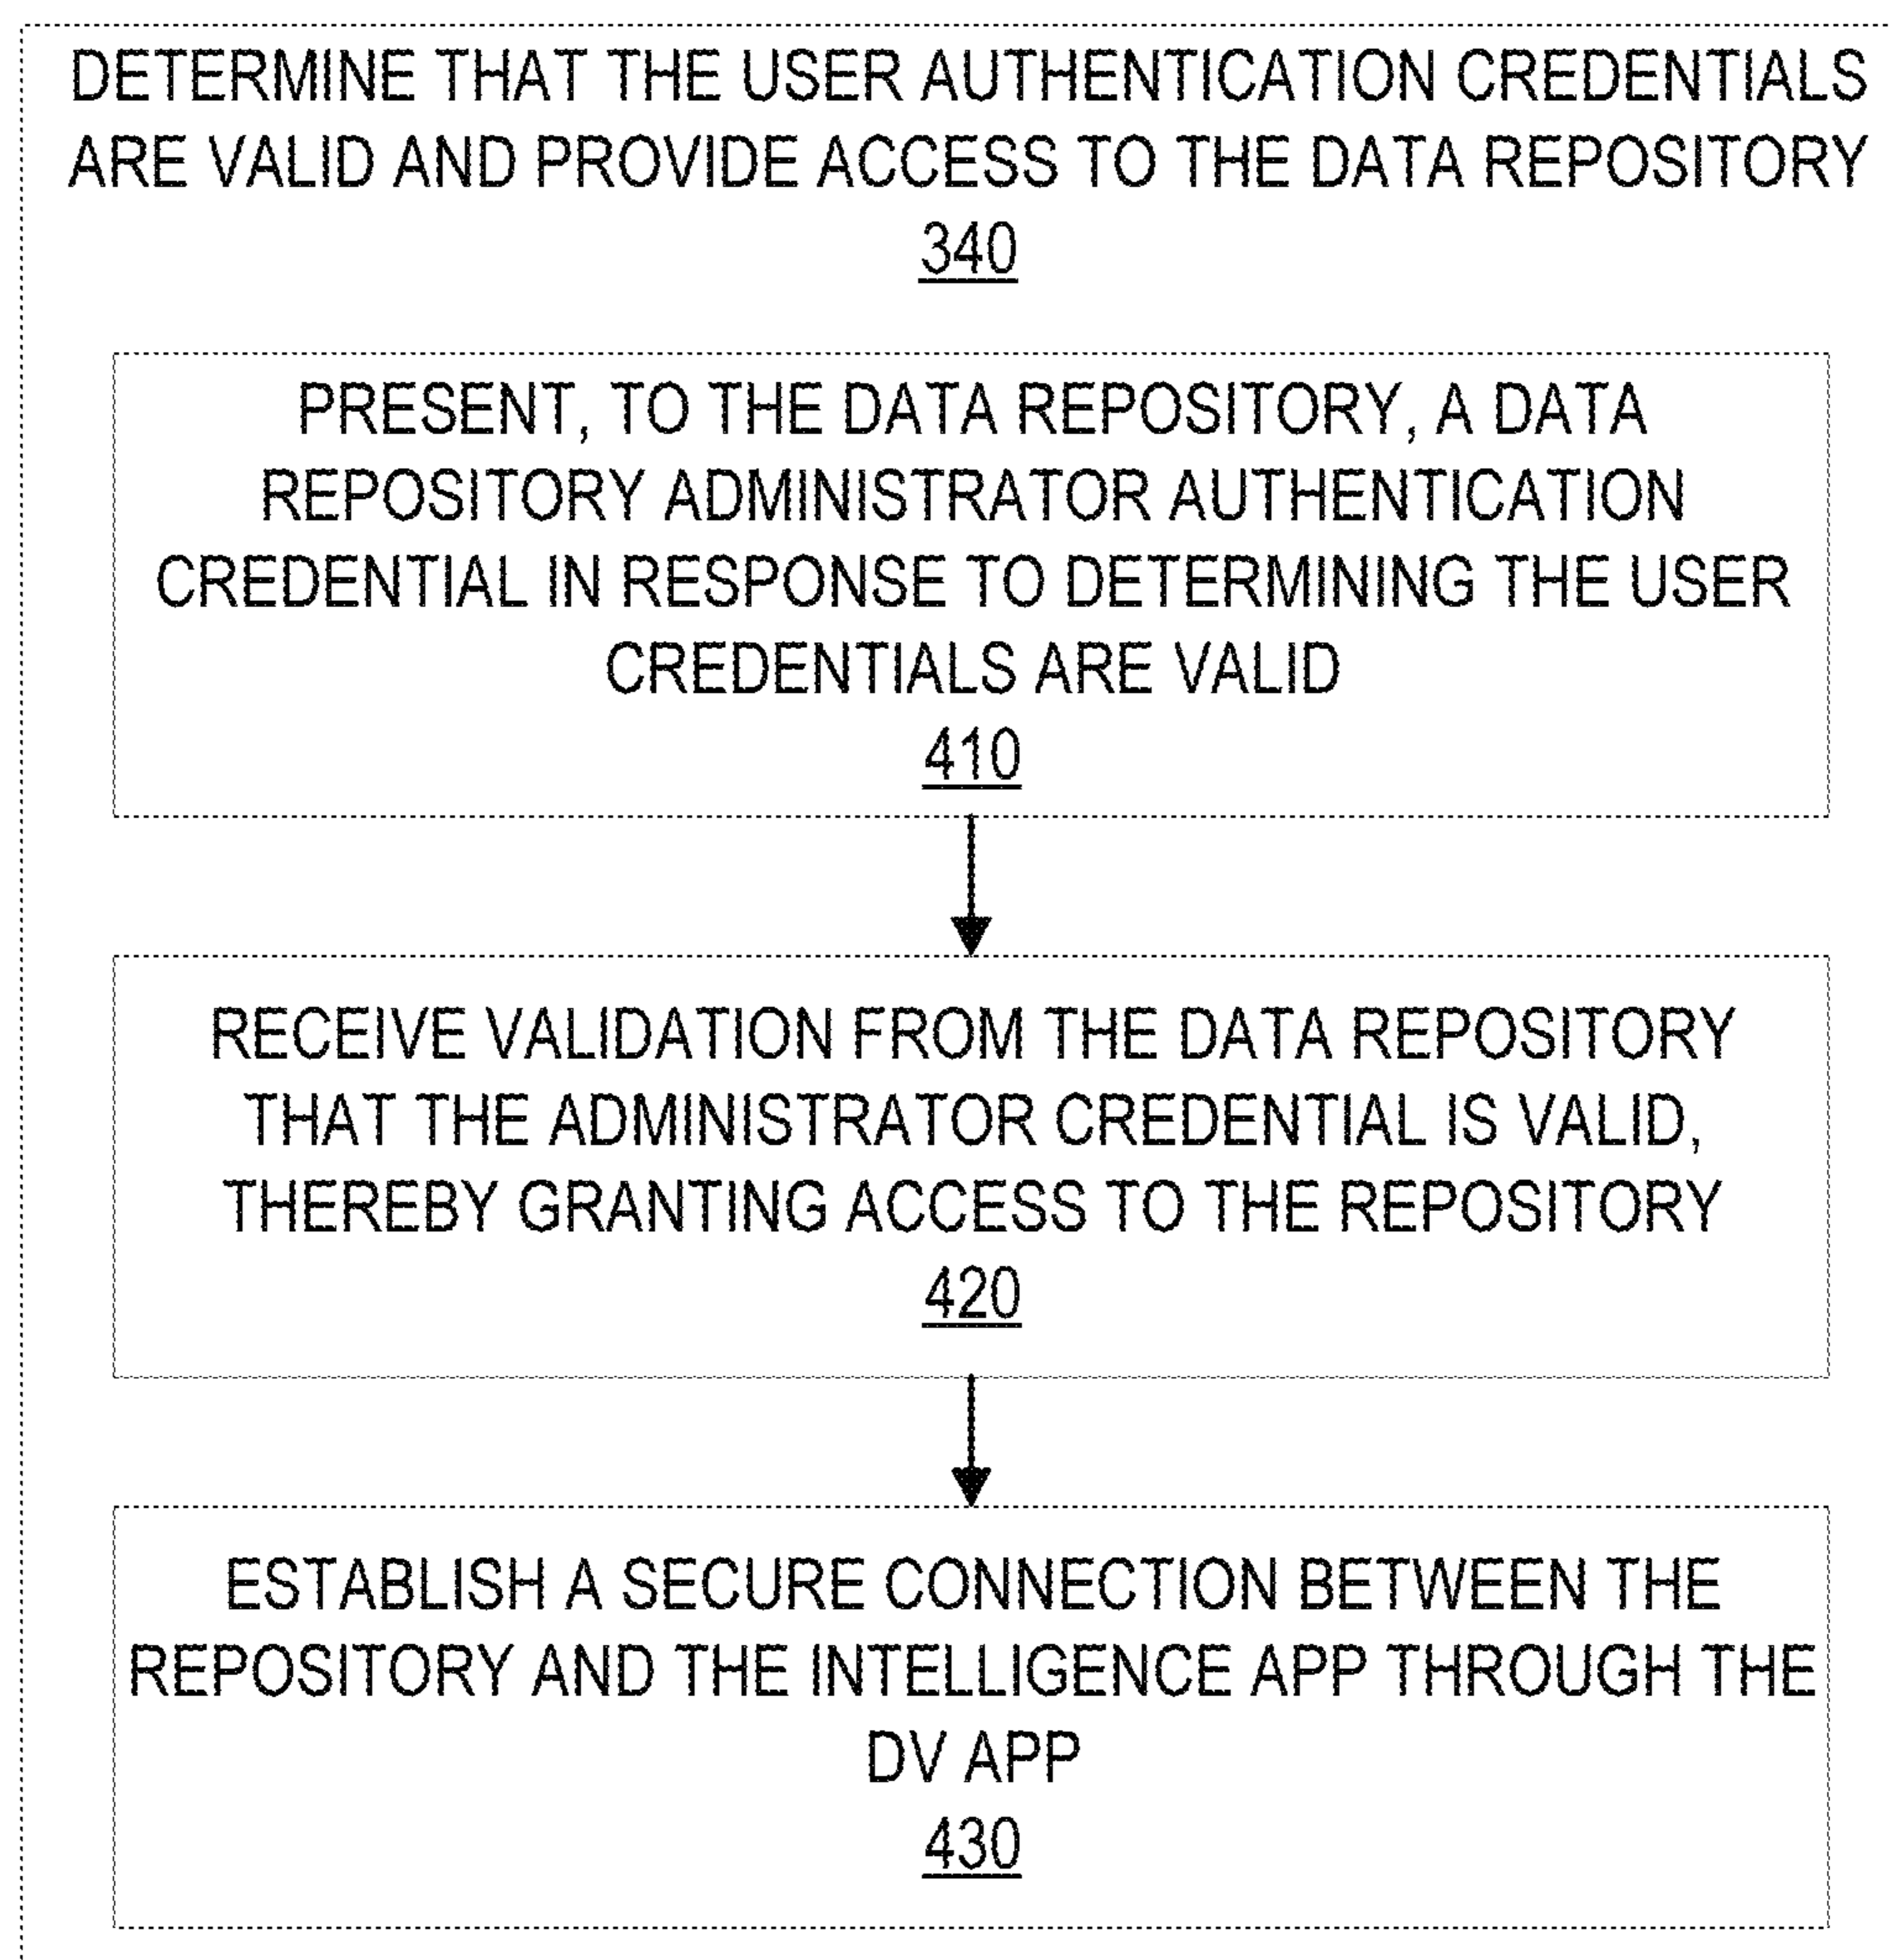 DETERMINE THAT THE USER AUTHENTICATION CREDENTIALS
ARE VALID AND PROVIDE ACCESS TO THE DATA REPOSITORY
340
PRESENT, TO THE DATA REPOSITORY, A DATA
REPOSITORY ADMINISTRATOR AUTHENTICATION
CREDENTIAL IN RESPONSE TO DETERMINING THE USER
CREDENTIALS ARE VALID
410
RECEIVE VALIDATION FROM THE DATA REPOSITORY
THAT THE ADMINISTRATOR CREDENTIAL IS VALID,
THEREBY GRANTING ACCESS TO THE REPOSITORY
420
ESTABLISH A SECURE CONNECTION BETWEEN THE
REPOSITORY AND THE INTELLIGENCE APP THROUGH THE
DV APP
430